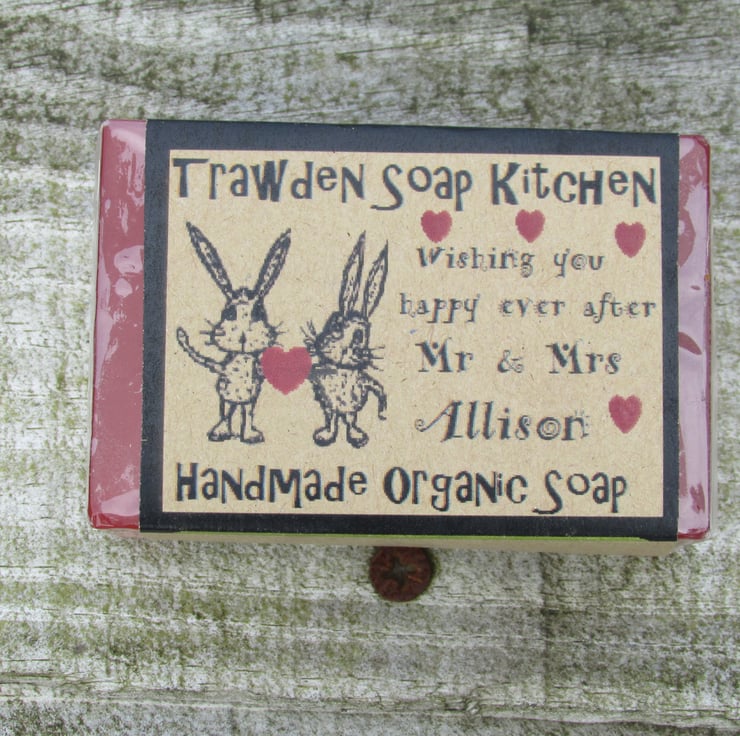 Trawden Soap Kitchen
Wishing you
happy ever after
Mr & Mrs
Allison
Handmade Organic Soap